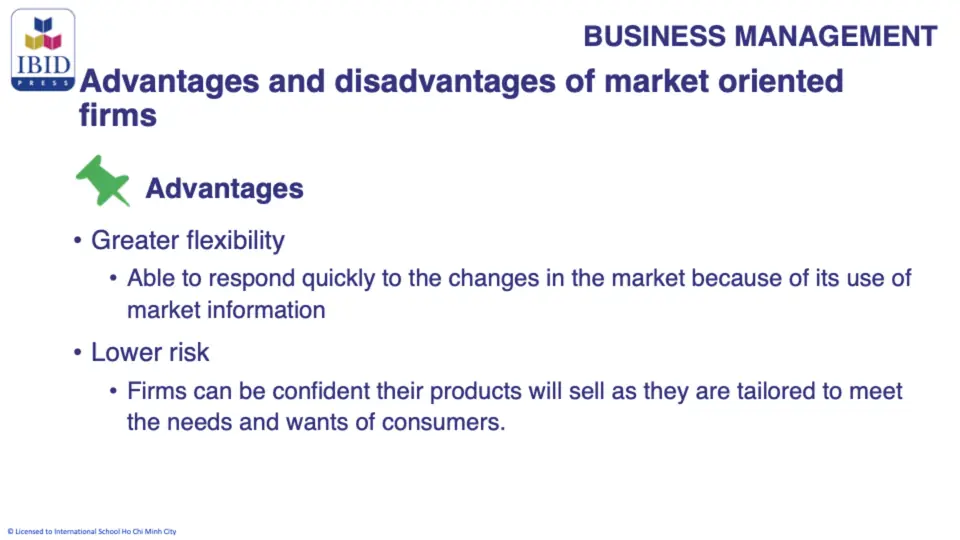 IBID
PRESS
BUSINESS MANAGEMENT
Advantages and disadvantages of market oriented
firms
Advantages
• Greater flexibility
• Able to respond quickly to the changes in the market because of its use of
market information
• Lower risk
• Firms can be confident their products will sell as they are tailored to meet
the needs and wants of consumers.
© Licensed to International School Ho Chi Minh City